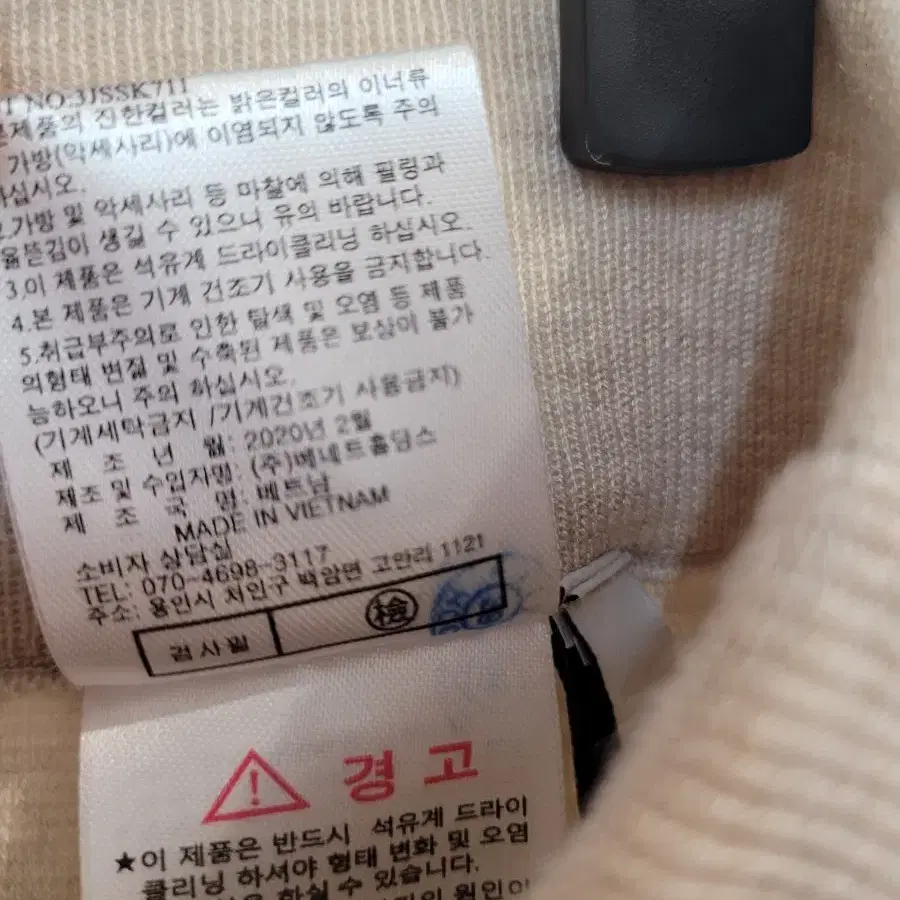 NO.3JSSK711
본제품의 진한컬러는 밝은컬러의 이너류
가방(악세사리)에 이염되지 않도록 주의
하십시오.
2.가방 및 악세사리 등 마찰에 의해 필링과
올뜯김이 생길 수 있으니 유의 바랍니다.
3.이 제품은 석유계 드라이클리닝 하십시오.
4.본 제품은 기계 건조기 사용을 금지합니다.
5.취급부주의로 인한 탈색 및 오염 등 제품
의형태 변질 및 수축된 제품은 보상이 불가
능하오니 주의 하십시오.
(기계세탁금지 /기계건조기 사용금지)
제 조 년 월: 2020년 2월
제조 및 수입자명: (주)베네드홀딩스
제 조 국 명: 베트남
MADE IN VIETNAM
소비자 상담실
TEL: 070-4698-3117
주소: 용인시 처인구 백암면 고안리 1121
검사필 檢
경고
★이 제품은 반드시 석유계 드라이
클리닝 하셔야 형태 변화 및 오염
하실 수 있습니다.
원인이